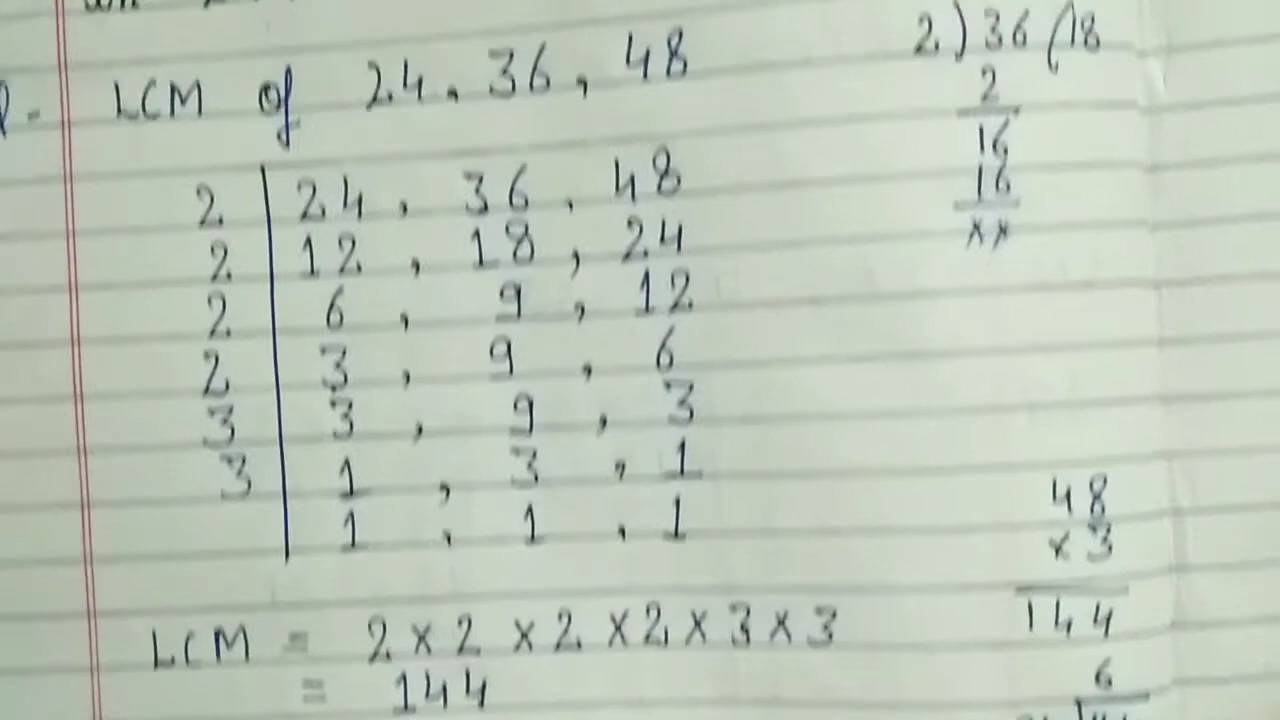 LCM of 24, 36, 48
2 | 24, 36, 48
2 | 12, 18, 24
2 | 6, 9, 12
2 | 3, 9, 6
3 | 3, 9, 3
3 | 1, 3, 1
1, 1, 1
LCM = 2 × 2 × 2 × 2 × 3 × 3
= 144
2) 36 (18
2
16
16
××
48
× 3
144
6